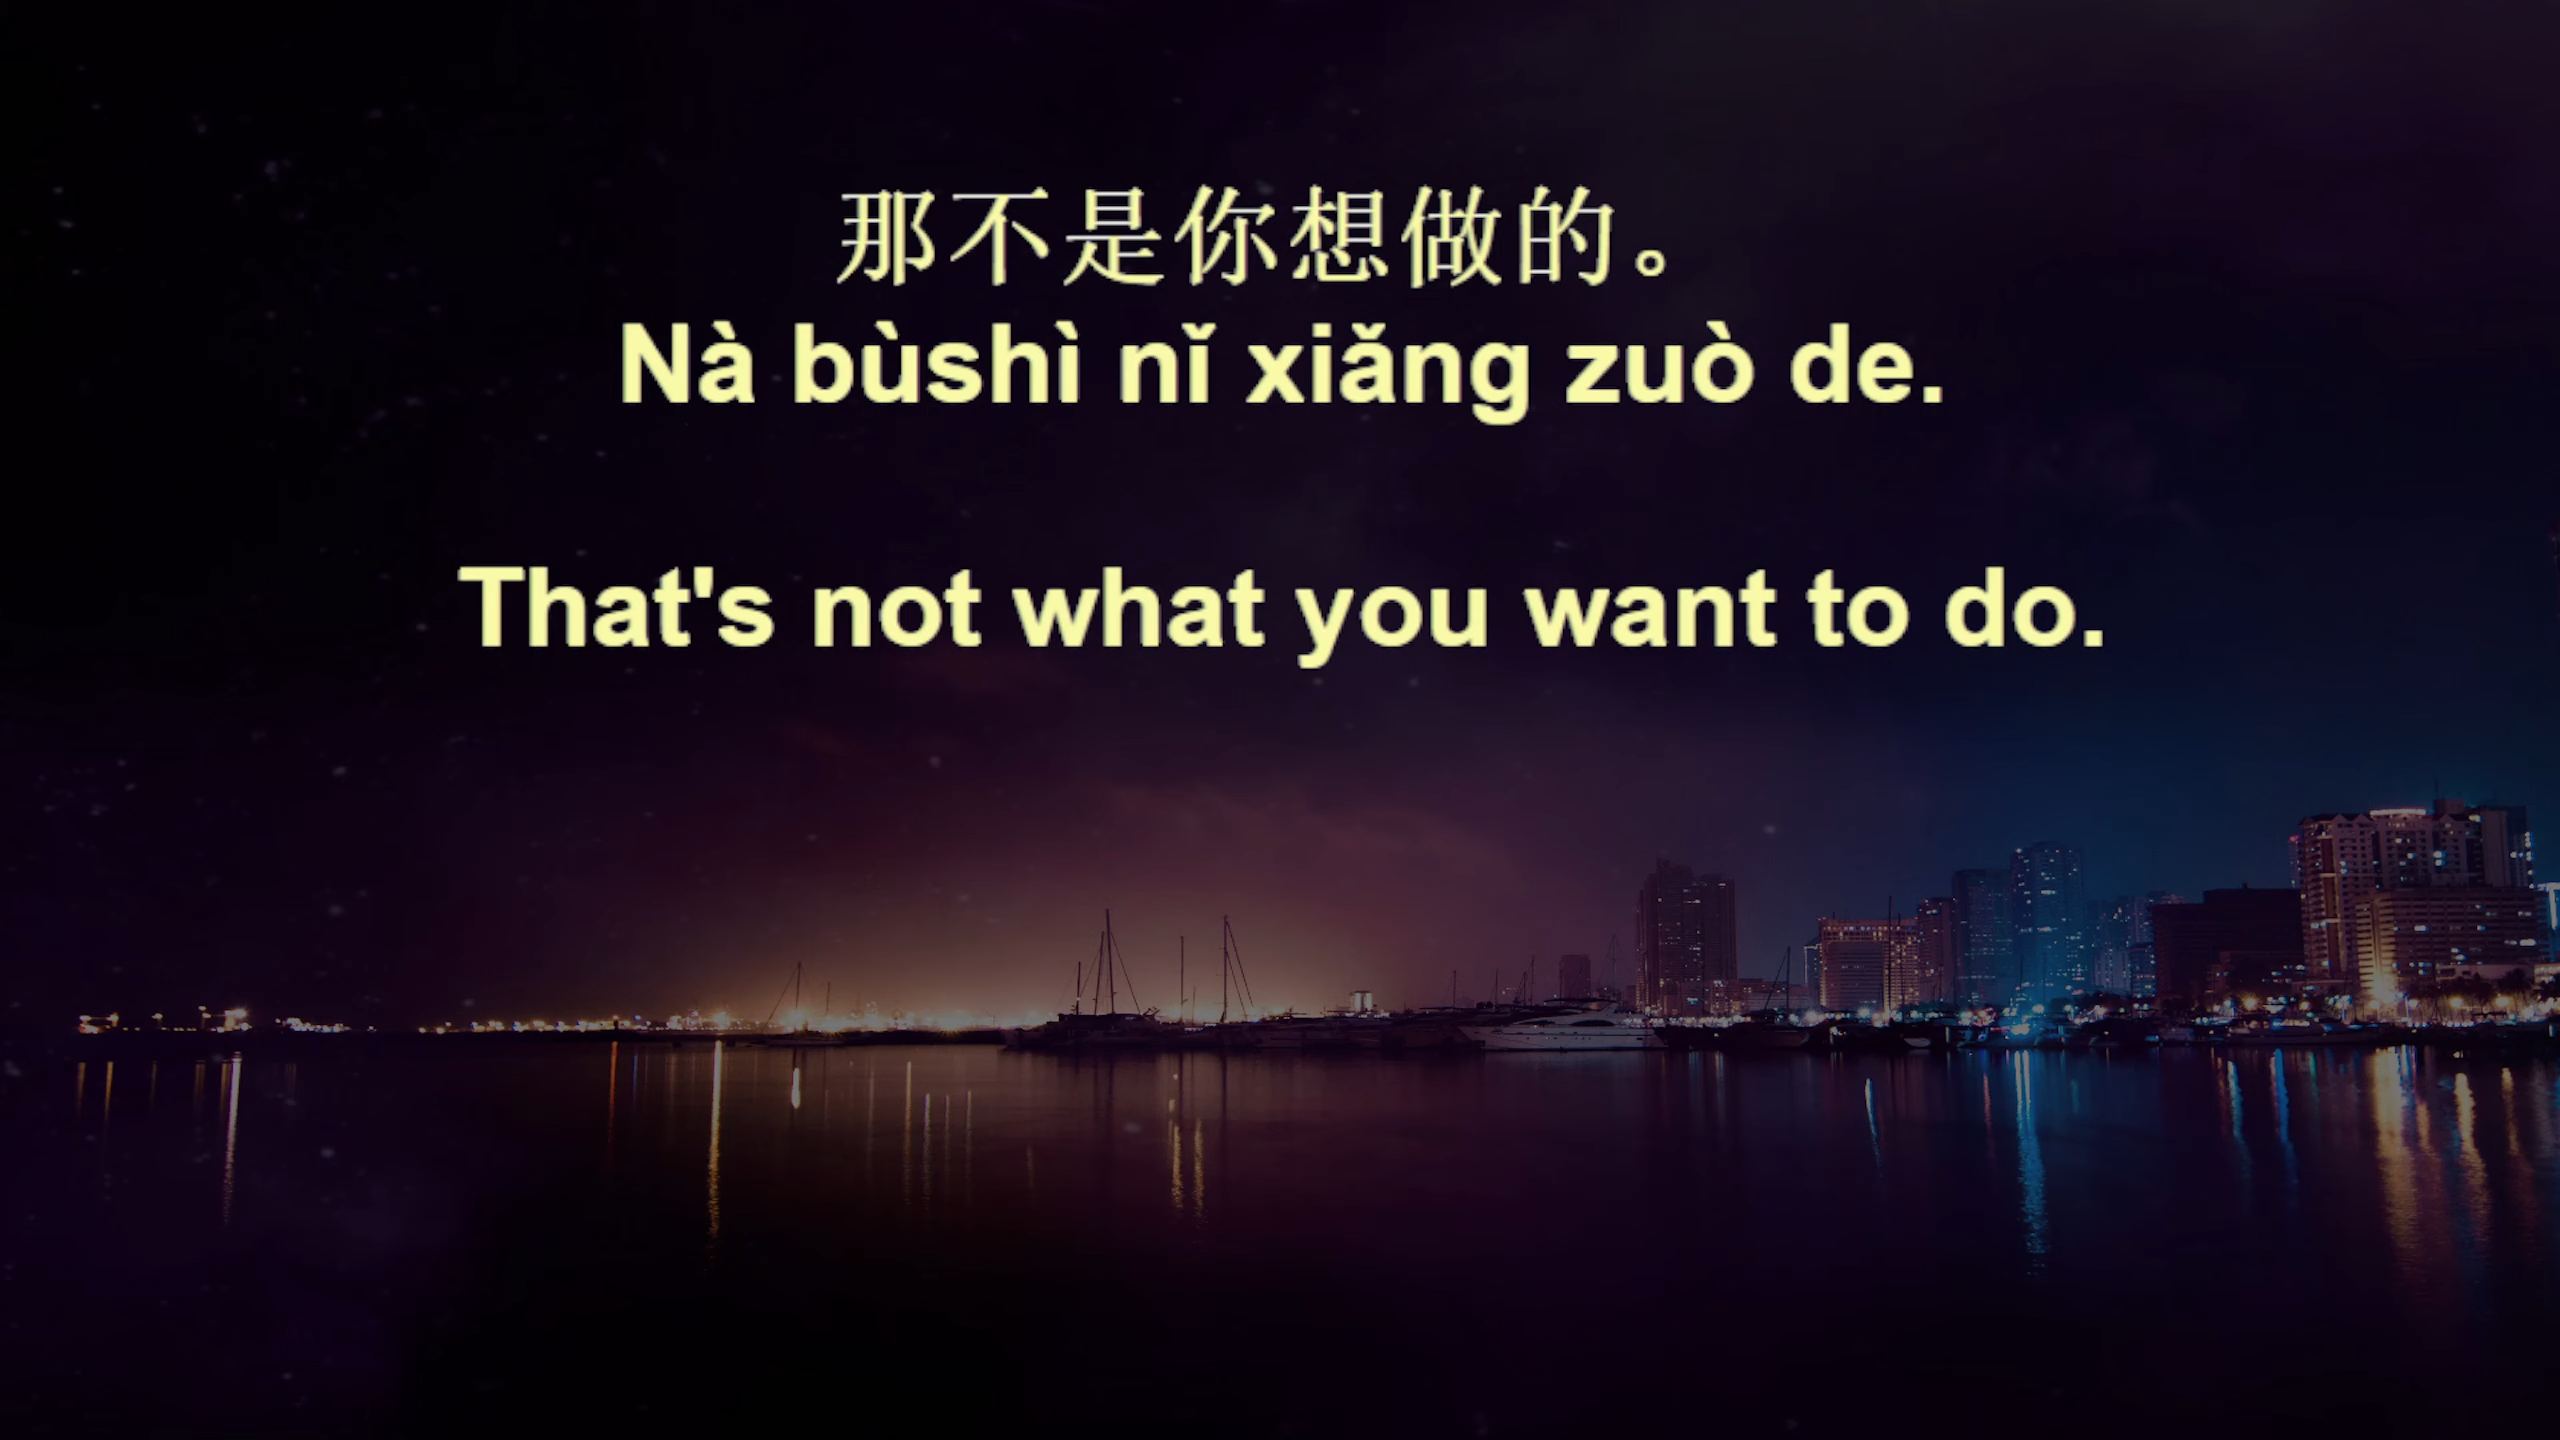 那不是你想做的。
Nà bùshì nǐ xiǎng zuò de.
That's not what you want to do.